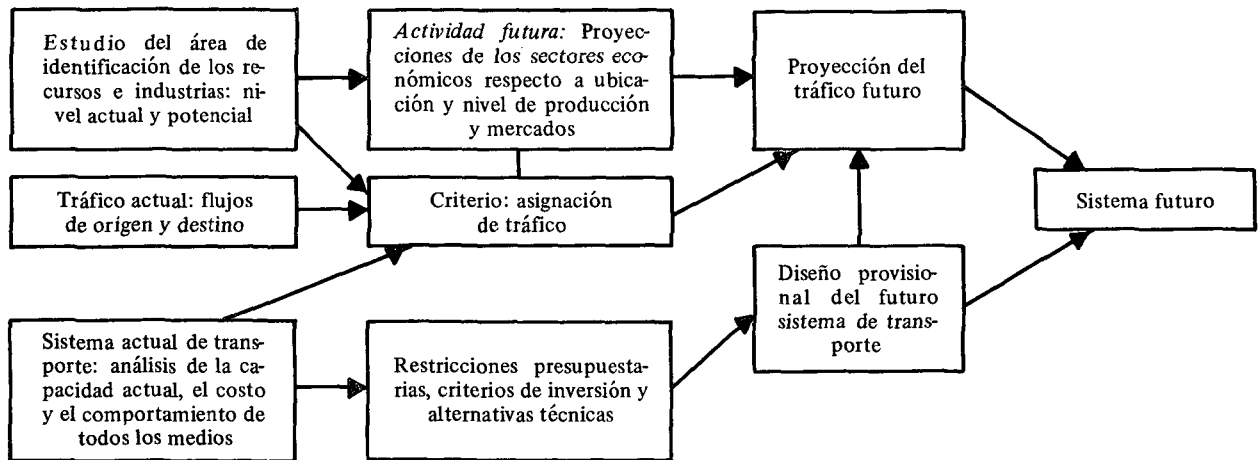 Estudio del área de
identificación de los re-
cursos e industrias: ni-
vel actual y potencial
Actividad futura: Proyec-
ciones de los sectores eco-
nómicos respecto a ubica-
ción y nivel de producción
y mercados
Proyección del
tráfico futuro
Tráfico actual: flujos
de origen y destino
Criterio: asignación
de tráfico
Sistema futuro
Sistema actual de trans-
porte: análisis de la ca-
pacidad actual, el costo
y el comportamiento de
todos los medios
Restricciones presupuesta-
rias, criterios de inversión y
alternativas técnicas
Diseño provisio-
nal del futuro
sistema de trans-
porte